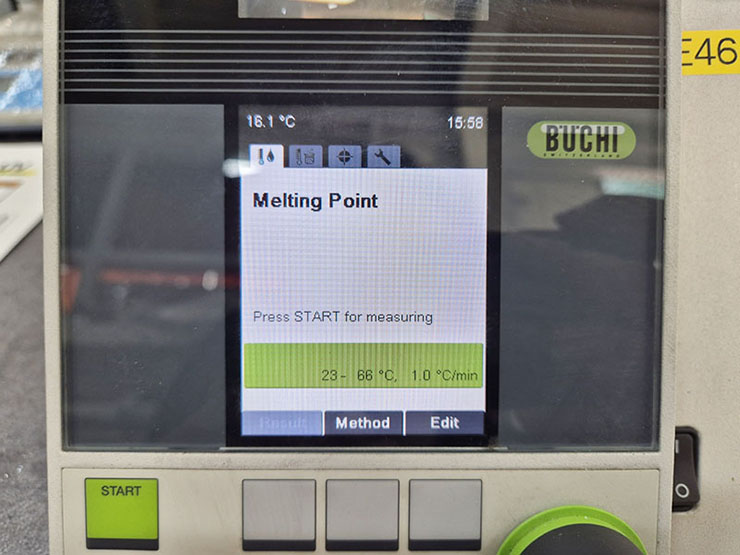 E46
16.1 °C 15:58
BÜCHI
SWITZERLAND
Melting Point
Press START for measuring
23 - 66 °C, 1.0 °C/min
Result Method Edit
START